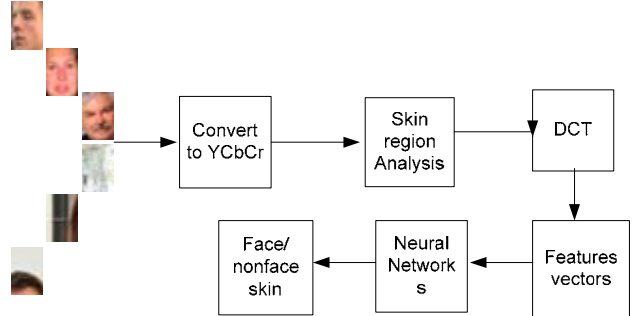 Convert
to YCbCr
Skin
region
Analysis
DCT
Features
vectors
Neural
Network
s
Face/
nonface
skin